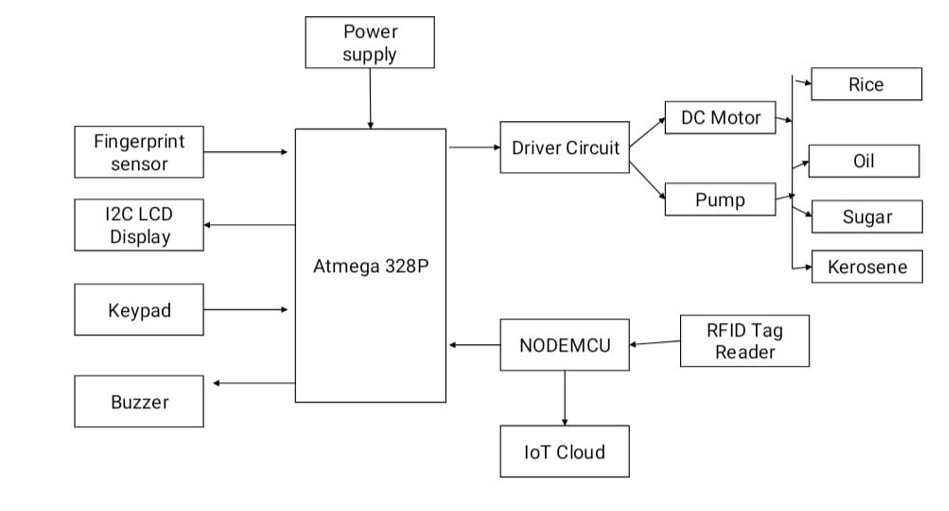 Power
supply
Fingerprint
sensor
I2C LCD
Display
Keypad
Buzzer
Atmega 328P
Driver Circuit
DC Motor
Pump
Rice
Oil
Sugar
Kerosene
NODEMCU
RFID Tag
Reader
IoT Cloud